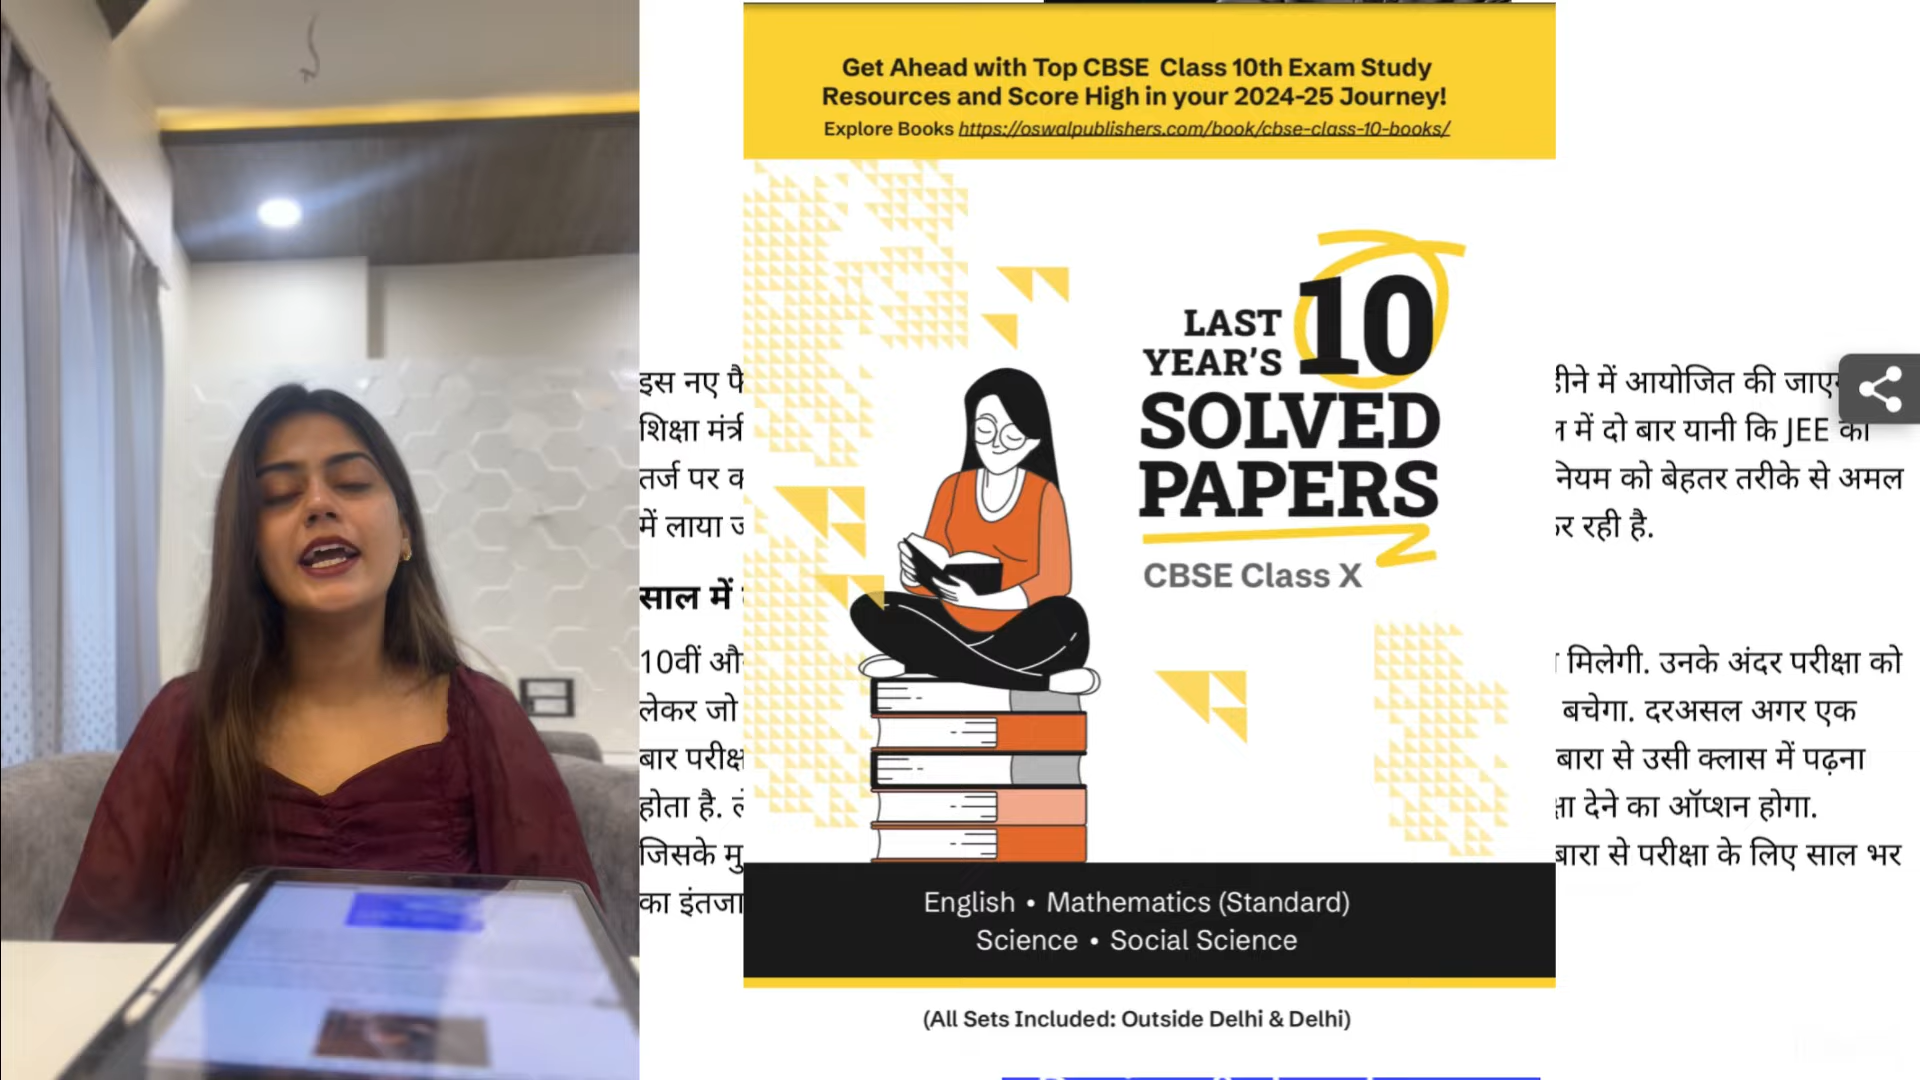 Get Ahead with Top CBSE Class 10th Exam Study
Resources and Score High in your 2024-25 Journey!
Explore Books https://oswalpublishers.com/book/cbse-class-10-books/
LAST
YEAR'S 10
SOLVED
PAPERS
CBSE Class X
English • Mathematics (Standard)
Science • Social Science
(All Sets Included: Outside Delhi & Delhi)
इस नए
शिक्षा मंत्री
तर्ज पर
में लाया
साल में
10वीं
लेकर जो
बार
होता है.
जिसके
का
में आयोजित की
में दो बार यानी कि JEE की
नियम को बेहतर तरीके से अमल
रही है.
मिलेगी. उनके अंदर परीक्षा को
बचेगा. दरअसल अगर एक
से उसी क्लास में पढ़ना
देने का ऑप्शन होगा.
से परीक्षा के लिए साल भर